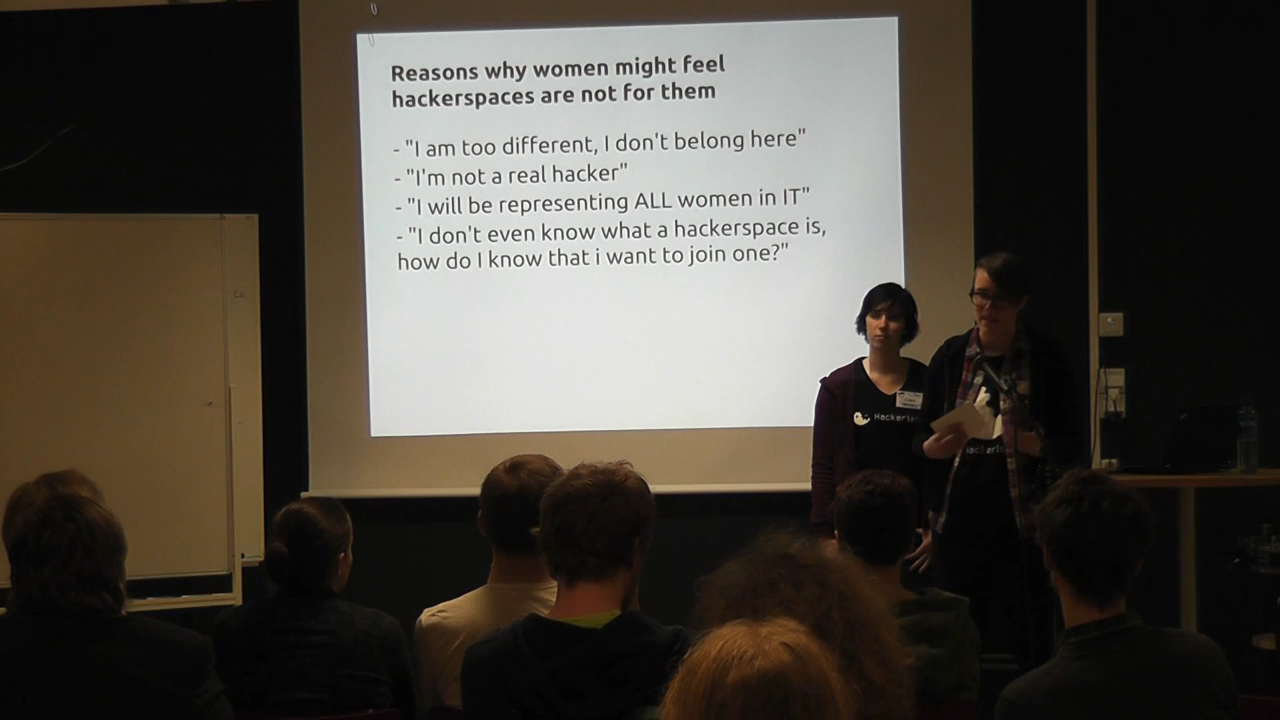 Reasons why women might feel
hackerspaces are not for them
- "I am too different, I don't belong here"
- "I'm not a real hacker"
- "I will be representing ALL women in IT"
- "I don't even know what a hackerspace is,
how do I know that i want to join one?"